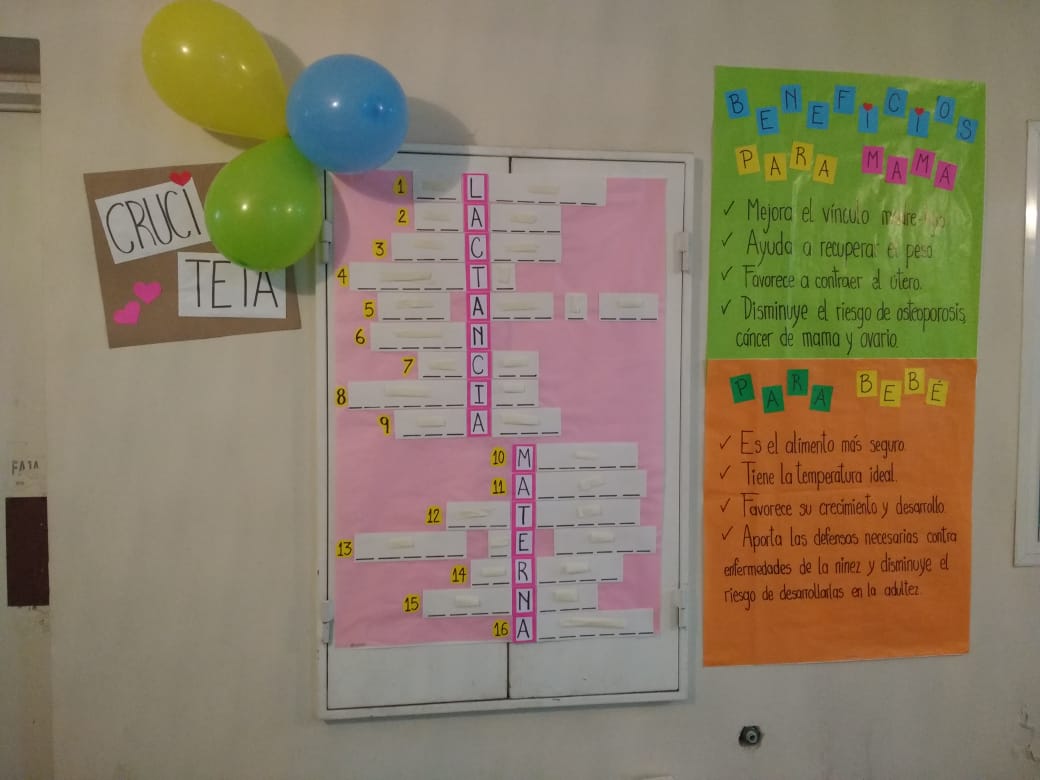 CRUCI
TETA
1
2
3
4
5
6
7
8
9
LACTANCIA
10
11
12
13
14
15
16
MATERNA
BENEFICIOS
PARA MAMA
✓ Mejora el vínculo madre-hijo
✓ Ayuda a recuperar el peso.
✓ Favorece a contraer el útero.
✓ Disminuye el riesgo de osteoporosis,
cáncer de mama y ovario.
PARA BEBÉ
✓ Es el alimento más seguro.
✓ Tiene la temperatura ideal.
✓ Favorece su crecimiento y desarrollo.
✓ Aporta las defensas necesarias contra
enfermedades de la niñez y disminuye el
riesgo de desarrollarlas en la adultez.